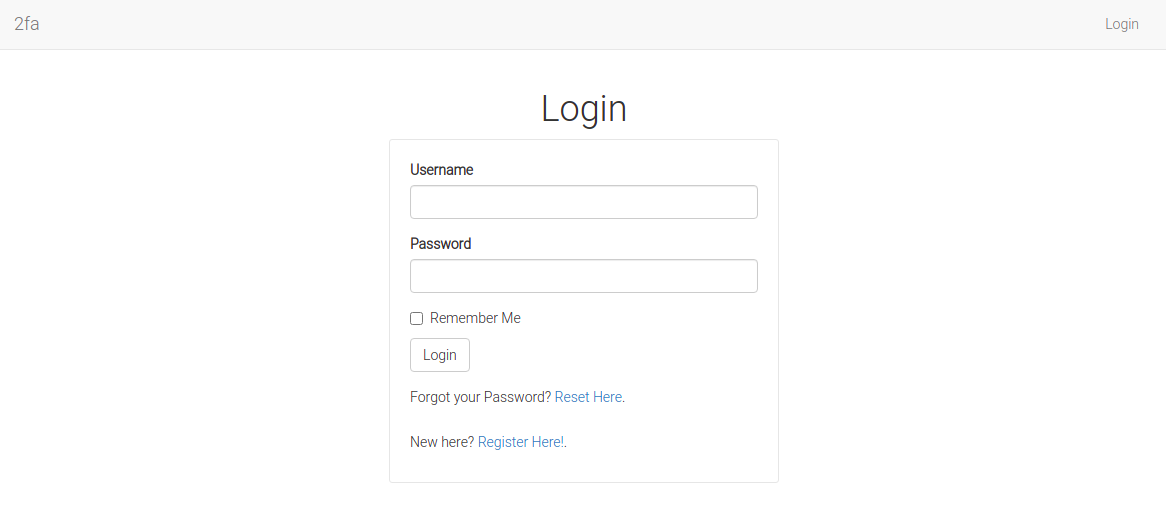 2fa
Login
Login
Username
Password
Remember Me
Login
Forgot your Password? Reset Here.
New here? Register Here!.